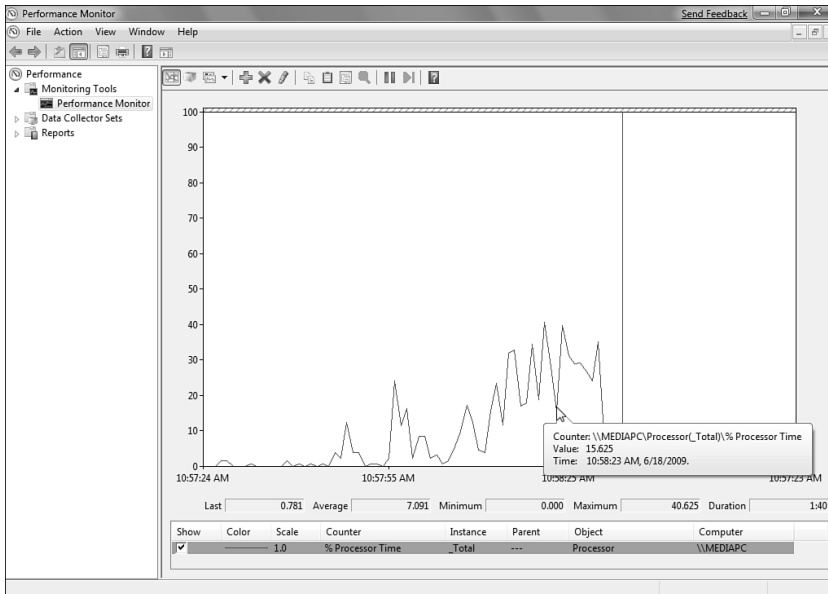 Performance Monitor
Send Feedback
File Action View Window Help
Performance
Monitoring Tools
Performance Monitor
Data Collector Sets
Reports
100
90
80
70
60
50
40
30
20
10
0
Counter: \\MEDIAPC\Processor(_Total)\% Processor Time
Value: 15.625
Time: 10:58:23 AM, 6/18/2009.
10:57:24 AM 10:57:55 AM 10:58:25 AM 10:57:23 AM
Last 0.781 Average 7.091 Minimum 0.000 Maximum 40.625 Duration 1:40
Show Color Scale Counter Instance Parent Object Computer
1.0 % Processor Time _Total --- Processor \\MEDIAPC